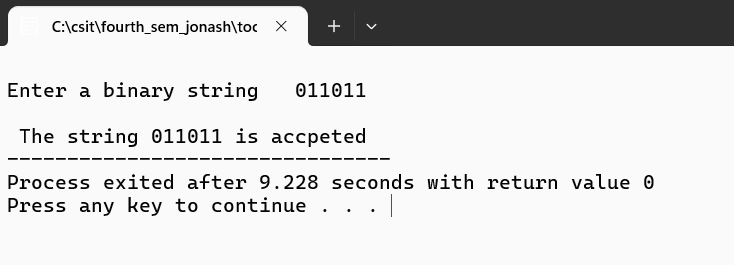 C:\csit\fourth_sem_jonash\toc
Enter a binary string   011011
The string 011011 is accpeted
--------------------------------
Process exited after 9.228 seconds with return value 0
Press any key to continue . . .